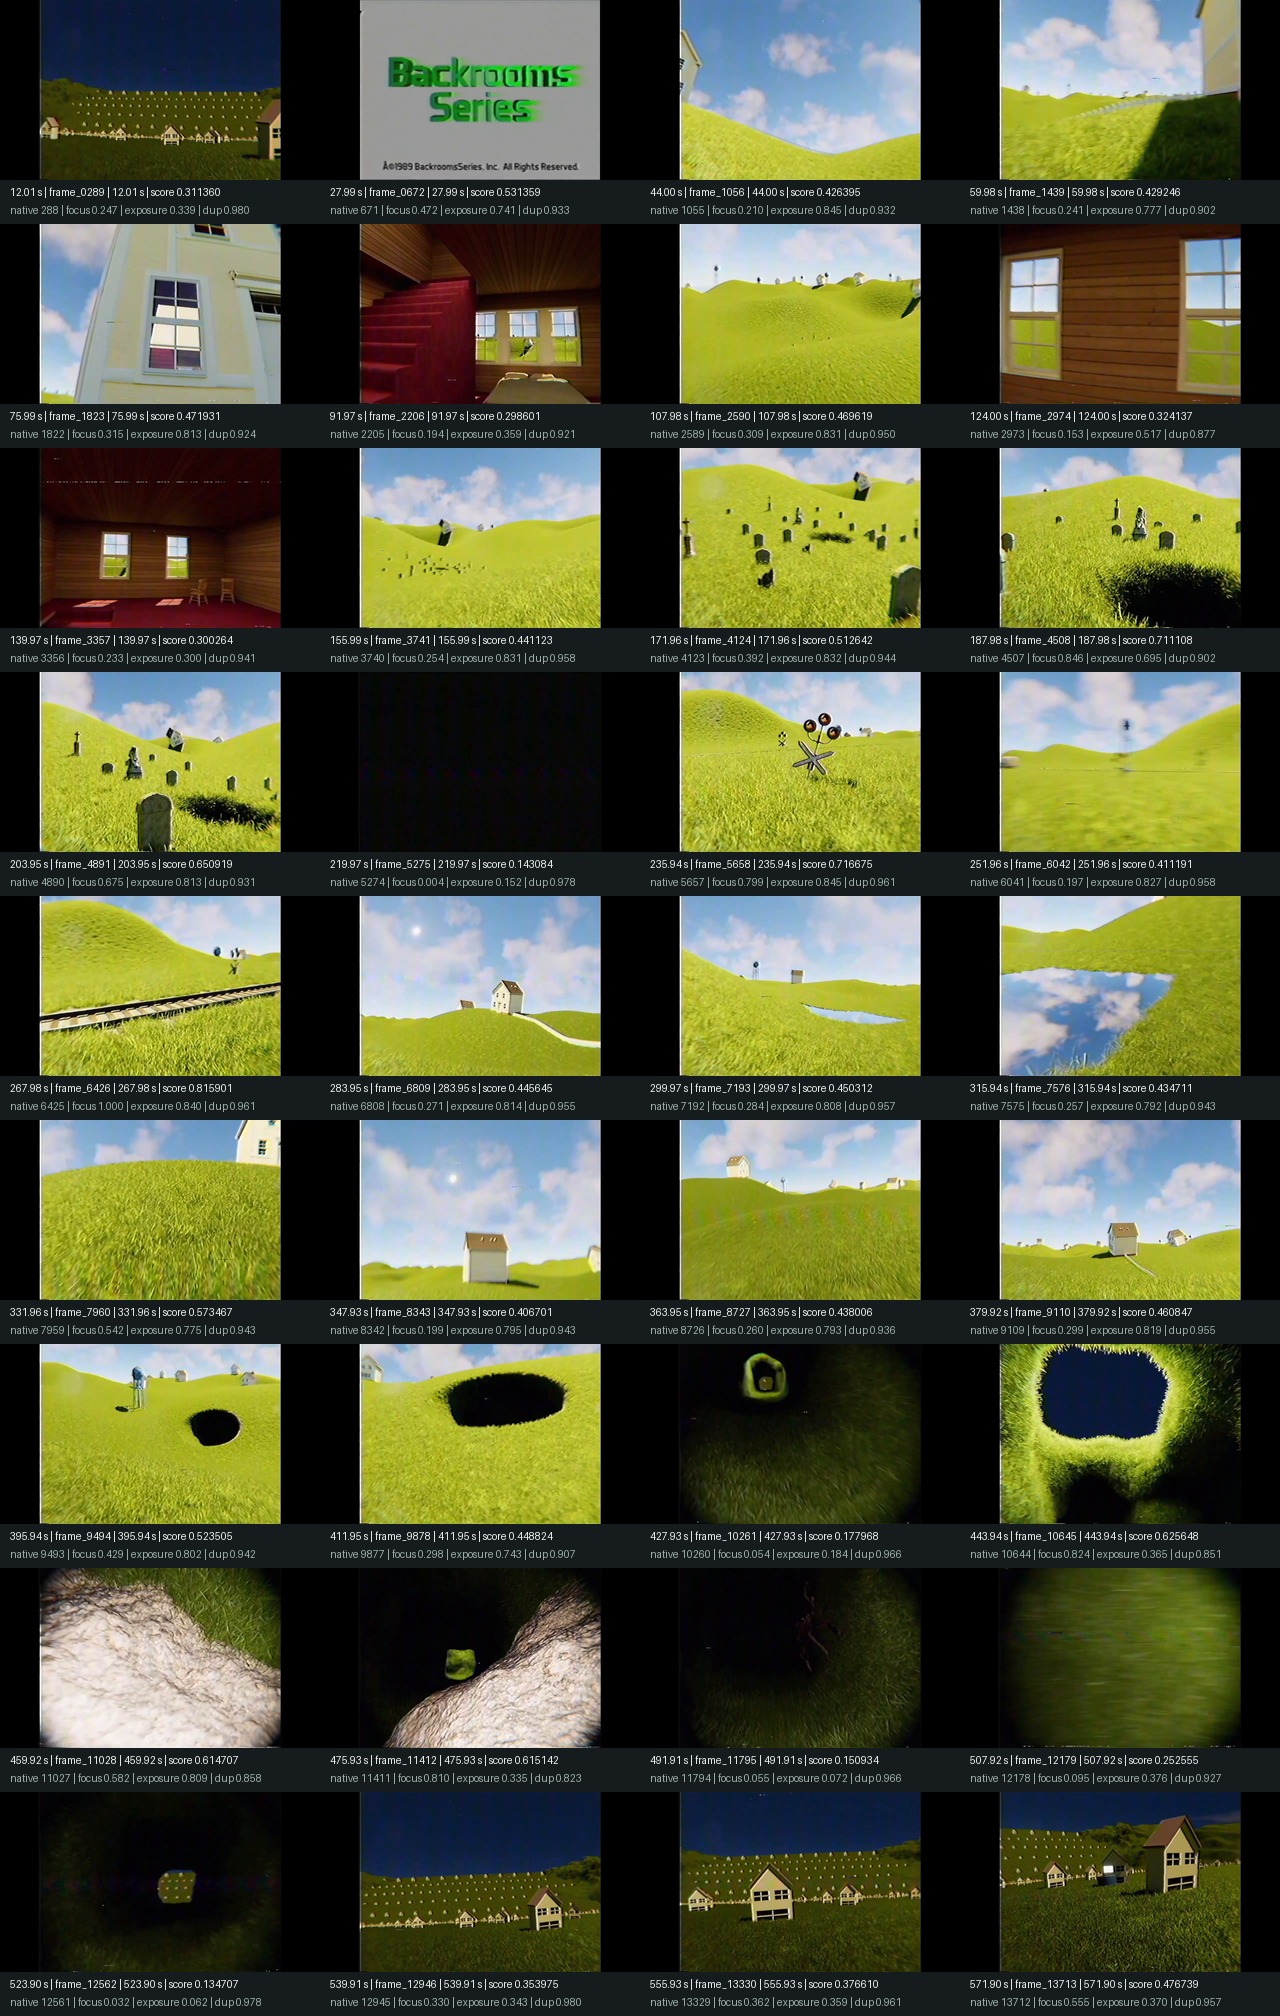 Backrooms
Series
Â©1989 BackroomsSeries, Inc. All Rights Reserved.
12.01 s | frame_0289 | 12.01 s | score 0.311360
native 288 | focus 0.247 | exposure 0.339 | dup 0.980
27.99 s | frame_0672 | 27.99 s | score 0.531359
native 671 | focus 0.472 | exposure 0.741 | dup 0.933
44.00 s | frame_1056 | 44.00 s | score 0.426395
native 1055 | focus 0.210 | exposure 0.845 | dup 0.932
59.98 s | frame_1439 | 59.98 s | score 0.429246
native 1438 | focus 0.241 | exposure 0.777 | dup 0.902
75.99 s | frame_1823 | 75.99 s | score 0.471931
native 1822 | focus 0.315 | exposure 0.813 | dup 0.924
91.97 s | frame_2206 | 91.97 s | score 0.298601
native 2205 | focus 0.194 | exposure 0.359 | dup 0.921
107.98 s | frame_2590 | 107.98 s | score 0.469619
native 2589 | focus 0.309 | exposure 0.831 | dup 0.950
124.00 s | frame_2974 | 124.00 s | score 0.324137
native 2973 | focus 0.153 | exposure 0.517 | dup 0.877
139.97 s | frame_3357 | 139.97 s | score 0.300264
native 3356 | focus 0.233 | exposure 0.300 | dup 0.941
155.99 s | frame_3741 | 155.99 s | score 0.441123
native 3740 | focus 0.254 | exposure 0.831 | dup 0.958
171.96 s | frame_4124 | 171.96 s | score 0.512642
native 4123 | focus 0.392 | exposure 0.832 | dup 0.944
187.98 s | frame_4508 | 187.98 s | score 0.711108
native 4507 | focus 0.846 | exposure 0.695 | dup 0.902
203.95 s | frame_4891 | 203.95 s | score 0.650919
native 4890 | focus 0.675 | exposure 0.813 | dup 0.931
219.97 s | frame_5275 | 219.97 s | score 0.143084
native 5274 | focus 0.004 | exposure 0.152 | dup 0.978
235.94 s | frame_5658 | 235.94 s | score 0.716675
native 5657 | focus 0.799 | exposure 0.845 | dup 0.961
251.96 s | frame_6042 | 251.96 s | score 0.411191
native 6041 | focus 0.197 | exposure 0.827 | dup 0.958
267.98 s | frame_6426 | 267.98 s | score 0.815901
native 6425 | focus 1.000 | exposure 0.840 | dup 0.961
283.95 s | frame_6809 | 283.95 s | score 0.445645
native 6808 | focus 0.271 | exposure 0.814 | dup 0.955
299.97 s | frame_7193 | 299.97 s | score 0.450312
native 7192 | focus 0.284 | exposure 0.808 | dup 0.957
315.94 s | frame_7576 | 315.94 s | score 0.434711
native 7575 | focus 0.257 | exposure 0.792 | dup 0.943
331.96 s | frame_7960 | 331.96 s | score 0.573467
native 7959 | focus 0.542 | exposure 0.775 | dup 0.943
347.93 s | frame_8343 | 347.93 s | score 0.406701
native 8342 | focus 0.199 | exposure 0.795 | dup 0.943
363.95 s | frame_8727 | 363.95 s | score 0.438006
native 8726 | focus 0.260 | exposure 0.793 | dup 0.936
379.92 s | frame_9110 | 379.92 s | score 0.460847
native 9109 | focus 0.299 | exposure 0.819 | dup 0.955
395.94 s | frame_9494 | 395.94 s | score 0.523505
native 9493 | focus 0.429 | exposure 0.802 | dup 0.942
411.95 s | frame_9878 | 411.95 s | score 0.448824
native 9877 | focus 0.298 | exposure 0.743 | dup 0.907
427.93 s | frame_10261 | 427.93 s | score 0.177968
native 10260 | focus 0.054 | exposure 0.184 | dup 0.966
443.94 s | frame_10645 | 443.94 s | score 0.625648
native 10644 | focus 0.824 | exposure 0.365 | dup 0.851
459.92 s | frame_11028 | 459.92 s | score 0.614707
native 11027 | focus 0.582 | exposure 0.809 | dup 0.858
475.93 s | frame_11412 | 475.93 s | score 0.615142
native 11411 | focus 0.810 | exposure 0.335 | dup 0.823
491.91 s | frame_11795 | 491.91 s | score 0.150934
native 11794 | focus 0.055 | exposure 0.072 | dup 0.966
507.92 s | frame_12179 | 507.92 s | score 0.252555
native 12178 | focus 0.095 | exposure 0.376 | dup 0.927
523.90 s | frame_12562 | 523.90 s | score 0.134707
native 12561 | focus 0.032 | exposure 0.062 | dup 0.978
539.91 s | frame_12946 | 539.91 s | score 0.353975
native 12945 | focus 0.330 | exposure 0.343 | dup 0.980
555.93 s | frame_13330 | 555.93 s | score 0.376610
native 13329 | focus 0.362 | exposure 0.359 | dup 0.961
571.90 s | frame_13713 | 571.90 s | score 0.476739
native 13712 | focus 0.555 | exposure 0.370 | dup 0.957